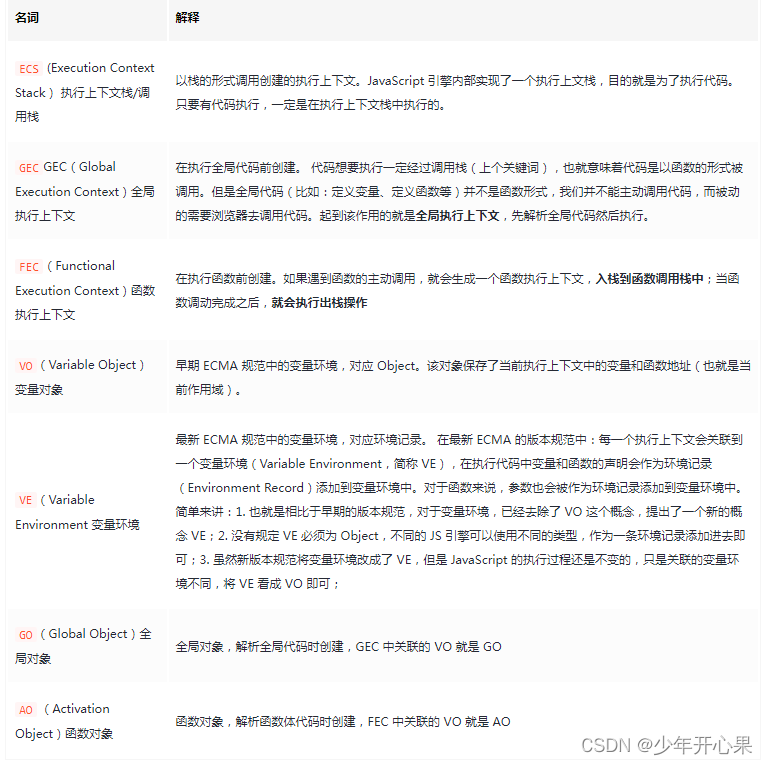 名词 解释
ECS (Execution Context
Stack ) 执行上下文栈/调
用栈
以栈的形式调用创建的执行上下文。JavaScript 引擎内部实现了一个执行上文栈，目的就是为了执行代码。
只要有代码执行，一定是在执行上下文栈中执行的。
GEC GEC ( Global
Execution Context ) 全局
执行上下文
在执行全局代码前创建。 代码想要执行一定经过调用栈（上个关键词），也就意味着代码是以函数的形式被
调用。但是全局代码（比如：定义变量、定义函数等）并不是函数形式，我们并不能主动调用代码，而被动
的需要浏览器去调用代码。起到该作用的就是全局执行上下文，先解析全局代码然后执行。
FEC ( Functional
Execution Context ) 函数
执行上下文
在执行函数前创建。如果遇到函数的主动调用，就会生成一个函数执行上下文，入栈到函数调用栈中；当函
数调动完成之后，就会执行出栈操作
VO ( Variable Object )
变量对象
早期 ECMA 规范中的变量环境，对应 Object。该对象保存了当前执行上下文中的变量和函数地址（也就是当
前作用域）。
VE ( Variable
Environment 变量环境
最新 ECMA 规范中的变量环境，对应环境记录。 在最新 ECMA 的版本规范中：每一个执行上下文会关联到
一个变量环境（Variable Environment，简称 VE），在执行代码中变量和函数的声明会作为环境记录
（Environment Record）添加到变量环境中。对于函数来说，参数也会被作为环境记录添加到变量环境中。
简单来讲：1. 也就是相比于早期的版本规范，对于变量环境，已经去除了 VO 这个概念，提出了一个新的概
念 VE；2. 没有规定 VE 必须为 Object，不同的 JS 引擎可以使用不同的类型，作为一条环境记录添加进去即
可；3. 虽然新版本规范将变量环境改成了 VE，但是 JavaScript 的执行过程还是不变的，只是关联的变量环
境不同，将 VE 看成 VO 即可；
GO ( Global Object ) 全
局对象
全局对象，解析全局代码时创建，GEC 中关联的 VO 就是 GO
AO ( Activation
Object ) 函数对象
函数对象，解析函数体代码时创建，FEC 中关联的 VO 就是 AO
CSDN @少年开心果